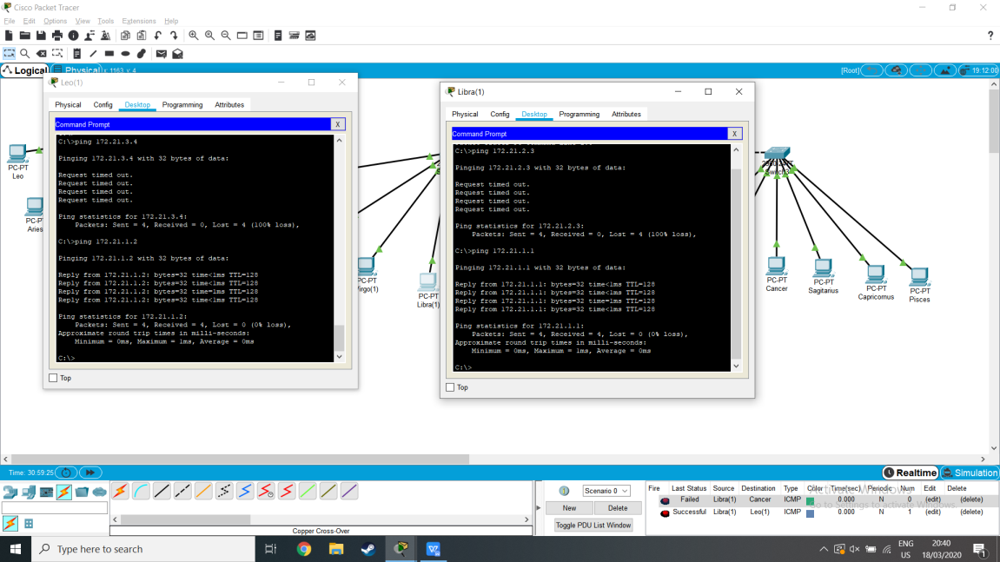 Cisco Packet Tracer
File Edit Options View Tools Extensions Help
?
Logical Physical x: 1163 y: 4 [Root] 19:12:00
Leo(1)
Physical Config Desktop Programming Attributes
Command Prompt X
C:\>ping 172.21.3.4
Pinging 172.21.3.4 with 32 bytes of data:
Request timed out.
Request timed out.
Request timed out.
Request timed out.
Ping statistics for 172.21.3.4:
Packets: Sent = 4, Received = 0, Lost = 4 (100% loss),
C:\>ping 172.21.1.2
Pinging 172.21.1.2 with 32 bytes of data:
Reply from 172.21.1.2: bytes=32 time<1ms TTL=128
Reply from 172.21.1.2: bytes=32 time<1ms TTL=128
Reply from 172.21.1.2: bytes=32 time<1ms TTL=128
Reply from 172.21.1.2: bytes=32 time<1ms TTL=128
Ping statistics for 172.21.1.2:
Packets: Sent = 4, Received = 4, Lost = 0 (0% loss),
Approximate round trip times in milli-seconds:
Minimum = 0ms, Maximum = 1ms, Average = 0ms
C:\>
Top
Libra(1)
Physical Config Desktop Programming Attributes
Command Prompt X
C:\>ping 172.21.2.3
Pinging 172.21.2.3 with 32 bytes of data:
Request timed out.
Request timed out.
Request timed out.
Request timed out.
Ping statistics for 172.21.2.3:
Packets: Sent = 4, Received = 0, Lost = 4 (100% loss),
C:\>ping 172.21.1.1
Pinging 172.21.1.1 with 32 bytes of data:
Reply from 172.21.1.1: bytes=32 time<1ms TTL=128
Reply from 172.21.1.1: bytes=32 time<1ms TTL=128
Reply from 172.21.1.1: bytes=32 time<1ms TTL=128
Reply from 172.21.1.1: bytes=32 time<1ms TTL=128
Ping statistics for 172.21.1.1:
Packets: Sent = 4, Received = 4, Lost = 0 (0% loss),
Approximate round trip times in milli-seconds:
Minimum = 0ms, Maximum = 1ms, Average = 0ms
C:\>
Top
PC-PT
Leo
PC-P
Aries
PC-PT
Virgo(1)
PC-PT
Libra(1)
PC-PT
Cancer
PC-PT
Sagitarius
PC-PT
Capricornus
PC-PT
Pisces
Time: 30:59:25
Realtime Simulation
Copper Cross-Over
Scenario 0
New Delete
Toggle PDU List Window
Fire Last Status Source Destination Type Color Time(sec) Periodic Num Edit Delete
Failed Libra(1) Cancer ICMP 0.000 N 0 (edit) (delete)
Successful Libra(1) Leo(1) ICMP 0.000 N 1 (edit) (delete)
Activate Windows
Go to Settings to activate Windows.
Type here to search
ENG
US
20:40
18/03/2020
1